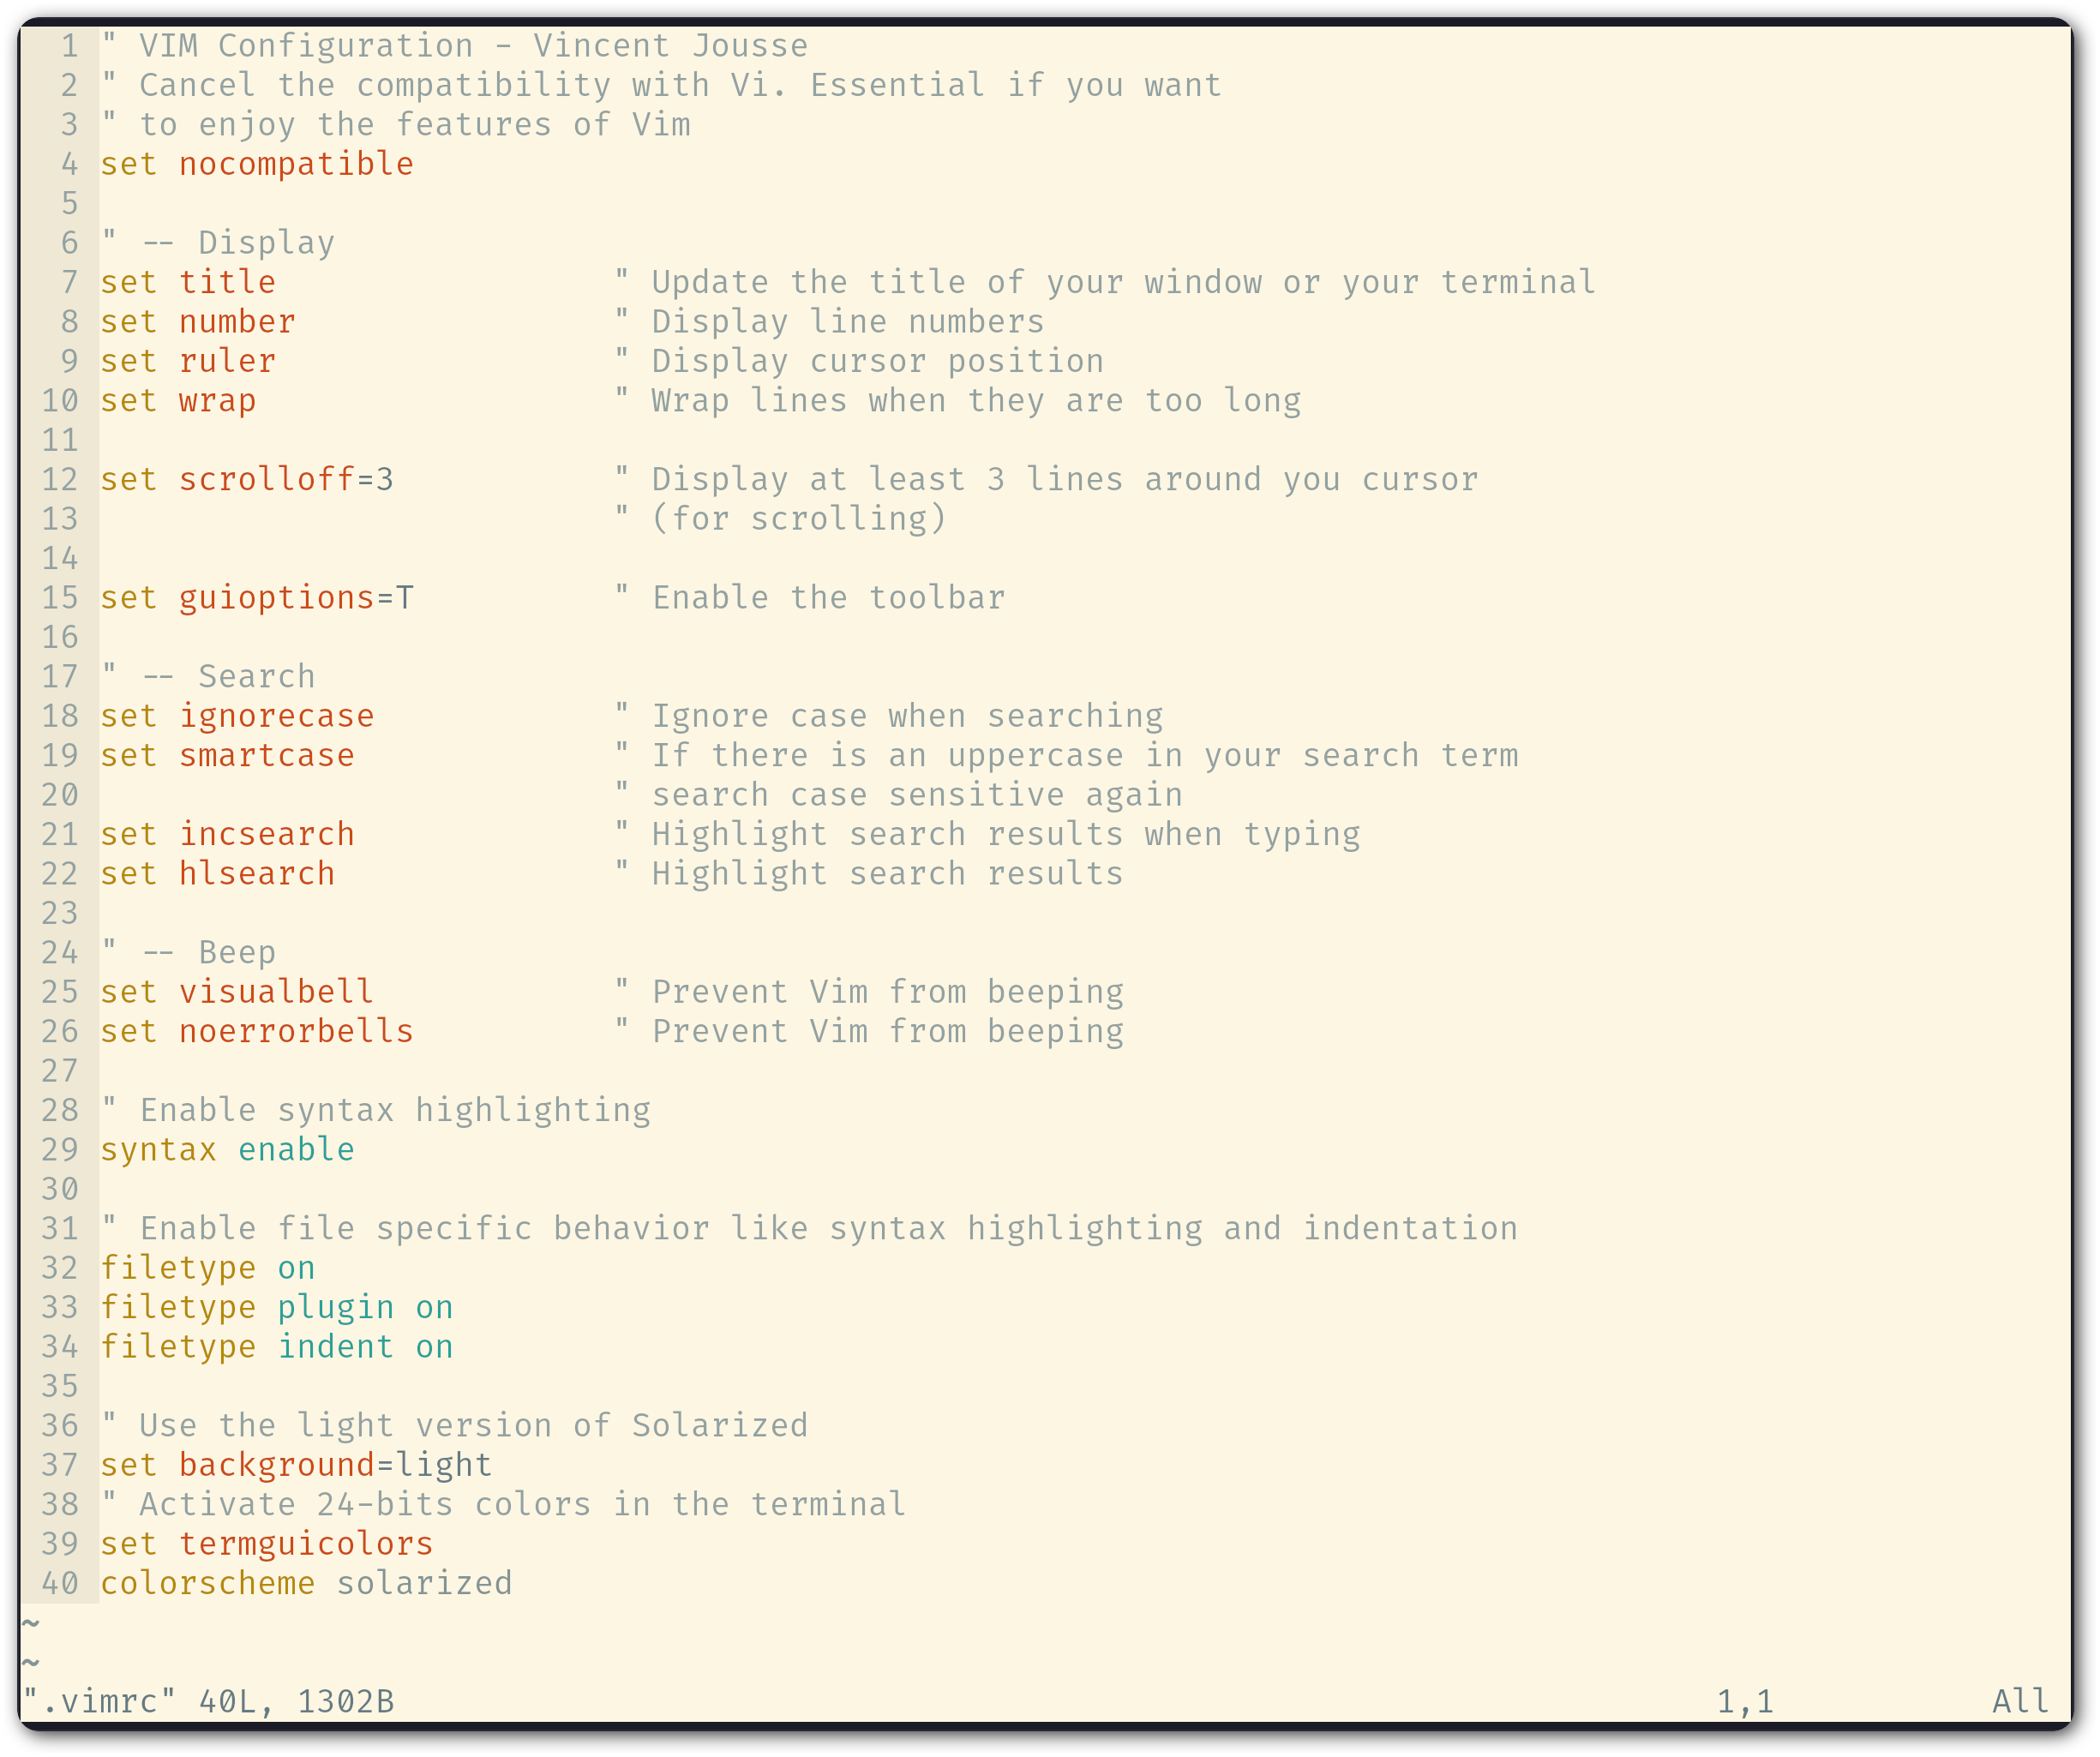 1 " VIM Configuration - Vincent Jousse
2 " Cancel the compatibility with Vi. Essential if you want
3 " to enjoy the features of Vim
4 set nocompatible
5
6 " -- Display
7 set title                 " Update the title of your window or your terminal
8 set number                " Display line numbers
9 set ruler                 " Display cursor position
10 set wrap                  " Wrap lines when they are too long
11
12 set scrolloff=3           " Display at least 3 lines around you cursor
13                           " (for scrolling)
14
15 set guioptions=T          " Enable the toolbar
16
17 " -- Search
18 set ignorecase            " Ignore case when searching
19 set smartcase             " If there is an uppercase in your search term
20                           " search case sensitive again
21 set incsearch             " Highlight search results when typing
22 set hlsearch              " Highlight search results
23
24 " -- Beep
25 set visualbell            " Prevent Vim from beeping
26 set noerrorbells          " Prevent Vim from beeping
27
28 " Enable syntax highlighting
29 syntax enable
30
31 " Enable file specific behavior like syntax highlighting and indentation
32 filetype on
33 filetype plugin on
34 filetype indent on
35
36 " Use the light version of Solarized
37 set background=light
38 " Activate 24-bits colors in the terminal
39 set termguicolors
40 colorscheme solarized
~
~
".vimrc" 40L, 1302B 1,1 All